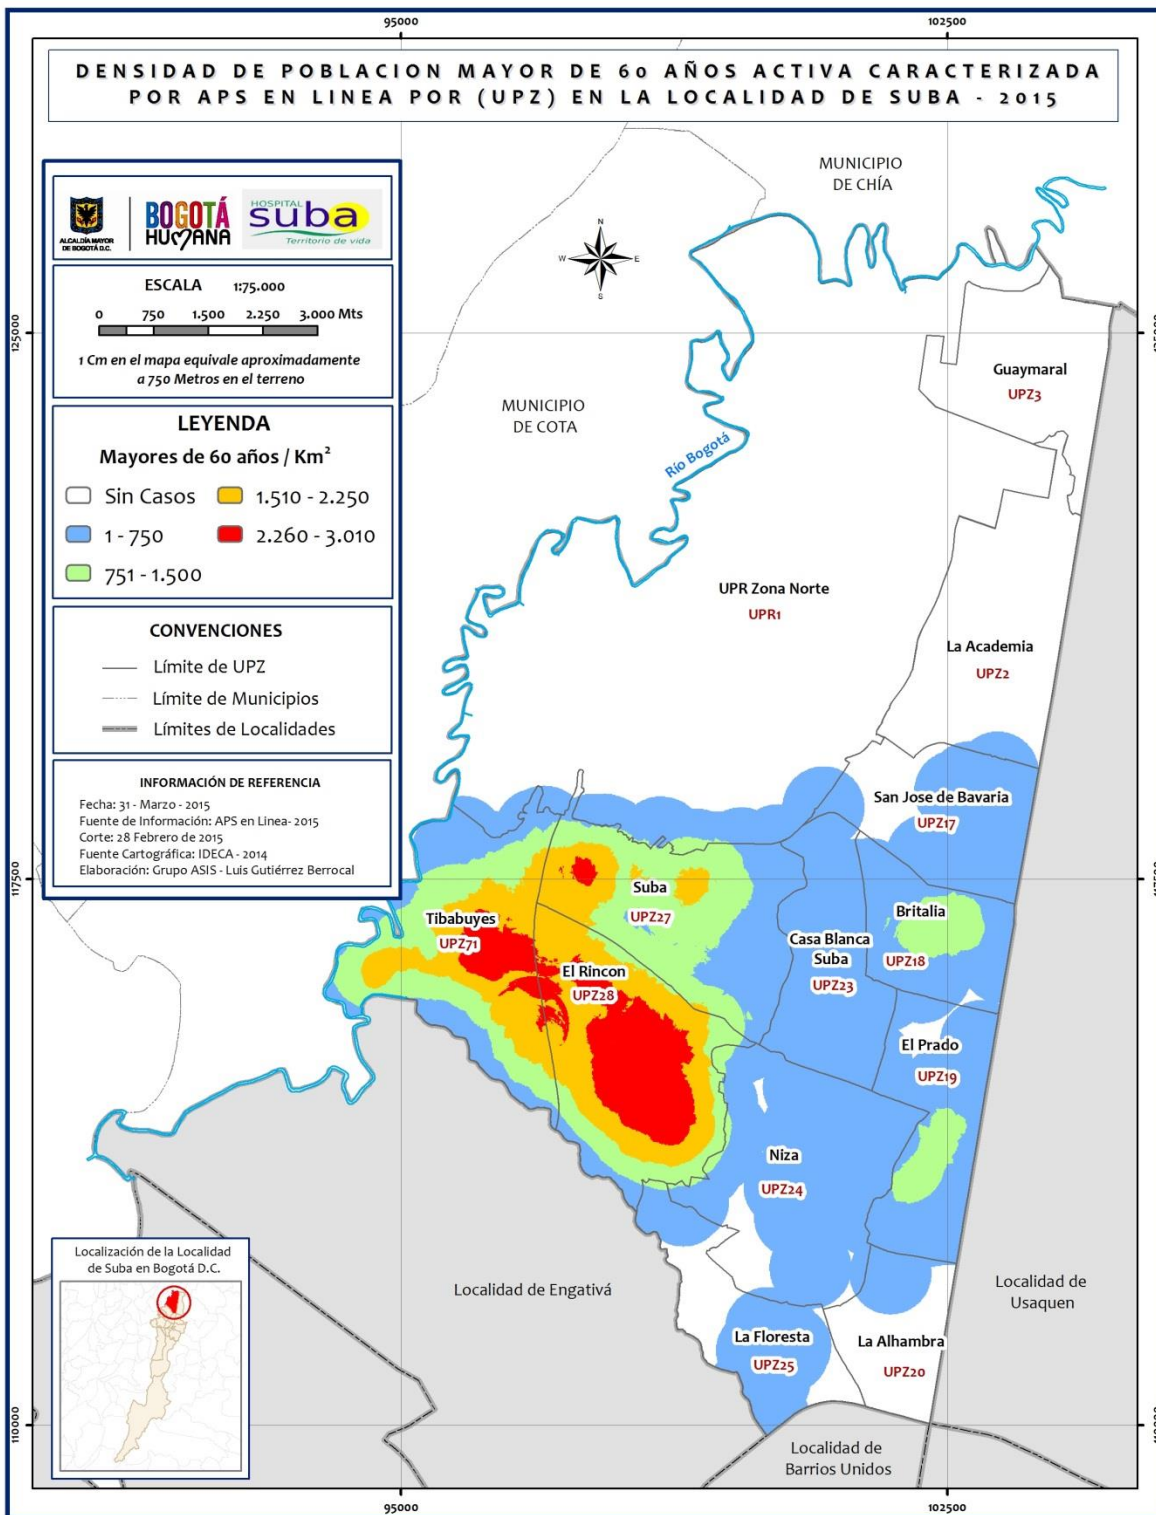 95000
102500
DENSIDAD DE POBLACION MAYOR DE 60 AÑOS ACTIVA CARACTERIZADA
POR APS EN LINEA POR (UPZ) EN LA LOCALIDAD DE SUBA - 2015
MUNICIPIO
DE CHÍA
ALCALDÍA MAYOR
DE BOGOTÁ D.C.
BOGOTÁ
HUMANA
HOSPITAL
suba
Territorio de vida
N
W
E
S
ESCALA 1:75.000
0 750 1.500 2.250 3.000 Mts
1 Cm en el mapa equivale aproximadamente
a 750 Metros en el terreno
125000
125000
Guaymaral
UPZ3
MUNICIPIO
DE COTA
Río Bogotá
LEYENDA
Mayores de 60 años / Km²
Sin Casos
1.510 - 2.250
1 - 750
2.260 - 3.010
751 - 1.500
UPR Zona Norte
UPR1
La Academia
UPZ2
CONVENCIONES
Límite de UPZ
Límite de Municipios
Límites de Localidades
INFORMACIÓN DE REFERENCIA
Fecha: 31 - Marzo - 2015
Fuente de Información: APS en Linea- 2015
Corte: 28 Febrero de 2015
Fuente Cartográfica: IDECA - 2014
Elaboración: Grupo ASIS - Luis Gutiérrez Berrocal
San Jose de Bavaria
UPZ17
117500
117500
Suba
UPZ27
Tibabuyes
UPZ71
Britalia
UPZ18
Casa Blanca
Suba
UPZ23
El Rincon
UPZ28
El Prado
UPZ19
Niza
UPZ24
Localización de la Localidad
de Suba en Bogotá D.C.
Localidad de Engativá
Localidad de
Usaquen
La Floresta
UPZ25
La Alhambra
UPZ20
110000
110000
Localidad de
Barrios Unidos
95000
102500